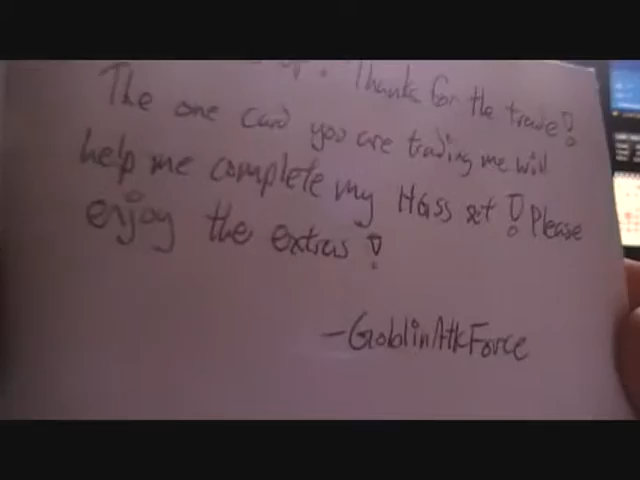 Thanks for the trade!
The one card you are trading me will
help me complete my HGSS set! Please
enjoy the extras!
-GoblinAtkForce